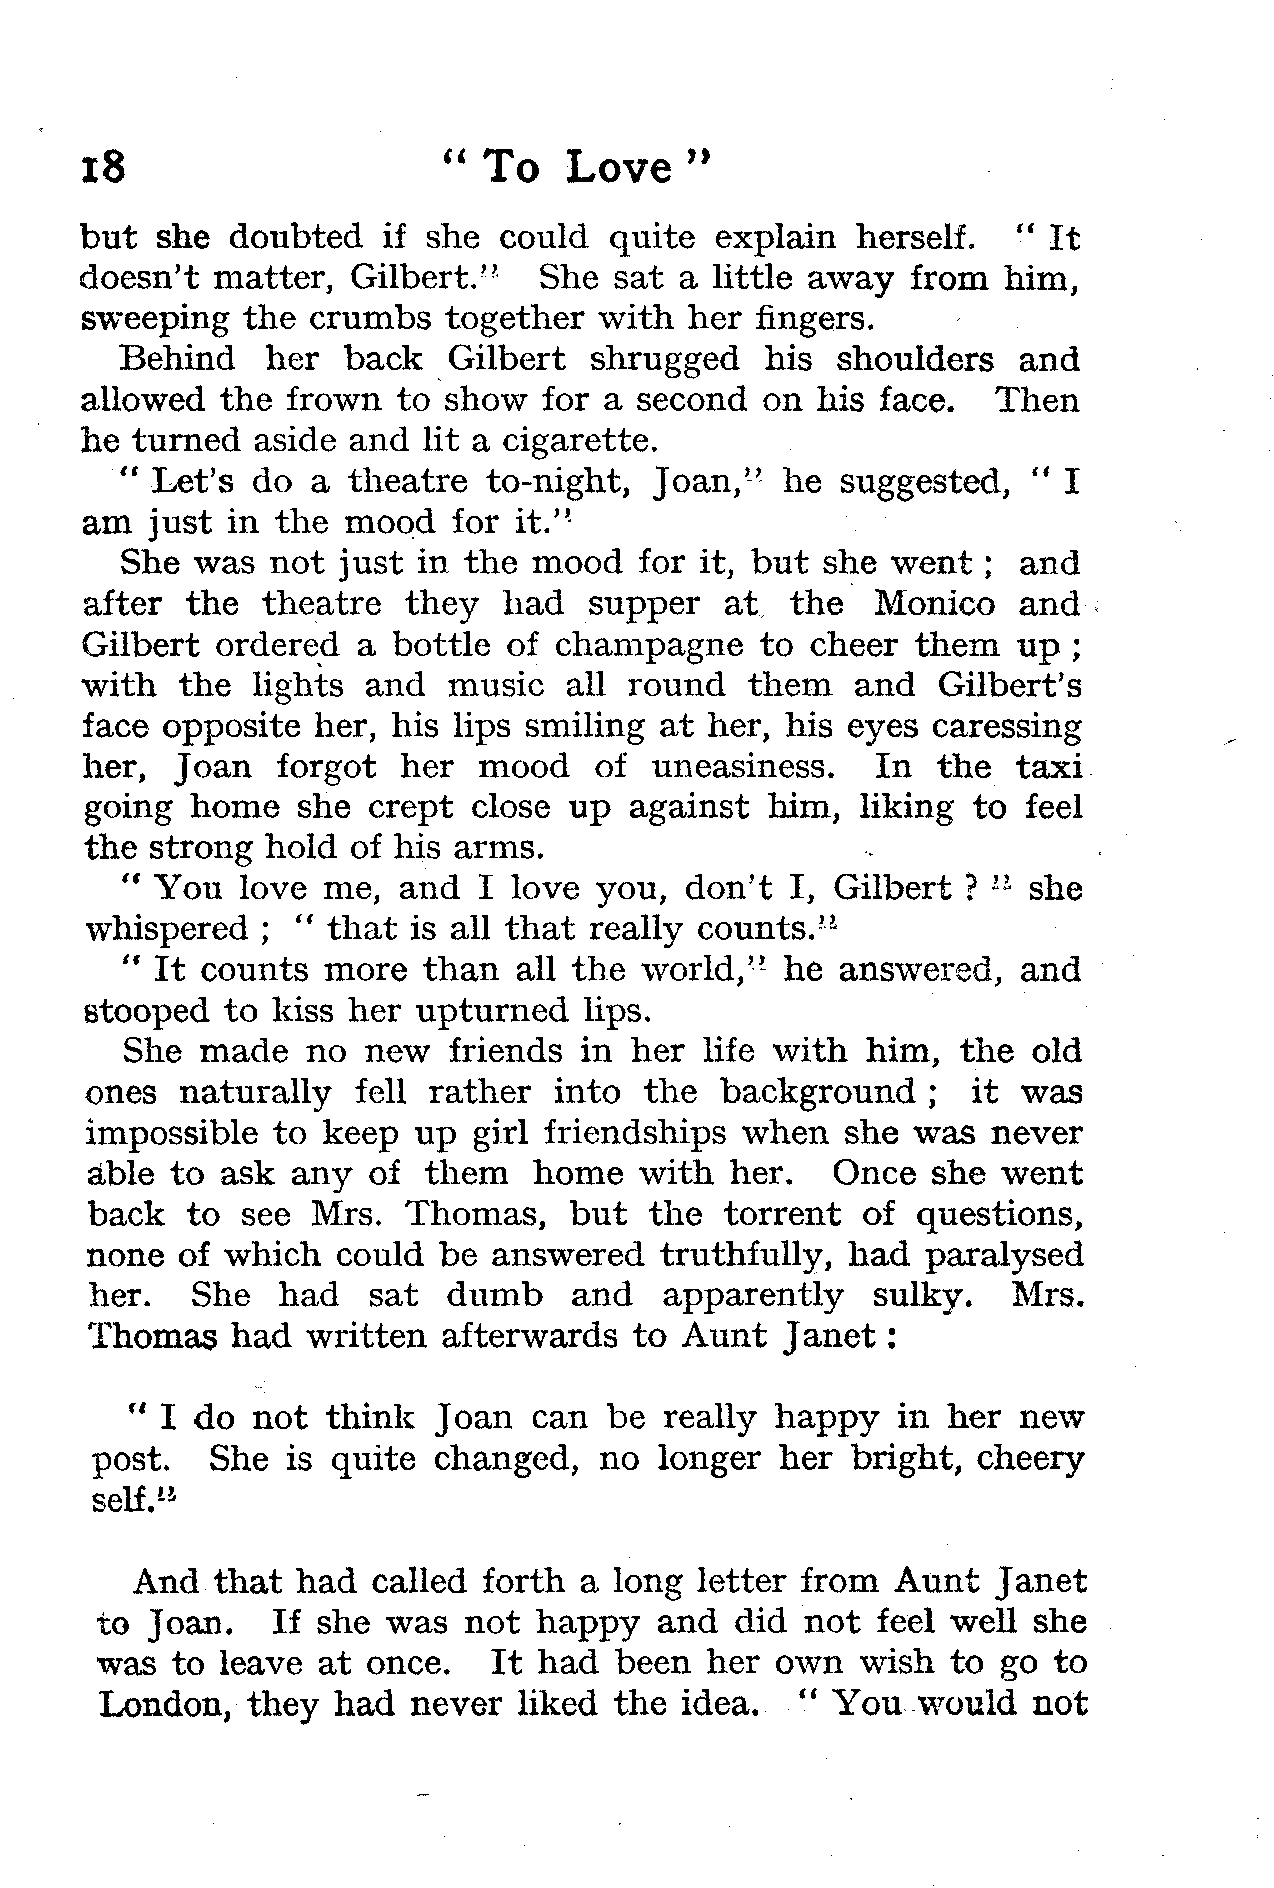 18 " To Love "
but she doubted if she could quite explain herself. " It
doesn't matter, Gilbert." She sat a little away from him,
sweeping the crumbs together with her fingers.
Behind her back Gilbert shrugged his shoulders and
allowed the frown to show for a second on his face. Then
he turned aside and lit a cigarette.
" Let's do a theatre to-night, Joan," he suggested, " I
am just in the mood for it."
She was not just in the mood for it, but she went ; and
after the theatre they had supper at the Monico and
Gilbert ordered a bottle of champagne to cheer them up ;
with the lights and music all round them and Gilbert's
face opposite her, his lips smiling at her, his eyes caressing
her, Joan forgot her mood of uneasiness. In the taxi
going home she crept close up against him, liking to feel
the strong hold of his arms.
" You love me, and I love you, don't I, Gilbert ? " she
whispered ; " that is all that really counts."
" It counts more than all the world," he answered, and
stooped to kiss her upturned lips.
She made no new friends in her life with him, the old
ones naturally fell rather into the background ; it was
impossible to keep up girl friendships when she was never
able to ask any of them home with her. Once she went
back to see Mrs. Thomas, but the torrent of questions,
none of which could be answered truthfully, had paralysed
her. She had sat dumb and apparently sulky. Mrs.
Thomas had written afterwards to Aunt Janet :
" I do not think Joan can be really happy in her new
post. She is quite changed, no longer her bright, cheery
self."
And that had called forth a long letter from Aunt Janet
to Joan. If she was not happy and did not feel well she
was to leave at once. It had been her own wish to go to
London, they had never liked the idea. " You would not